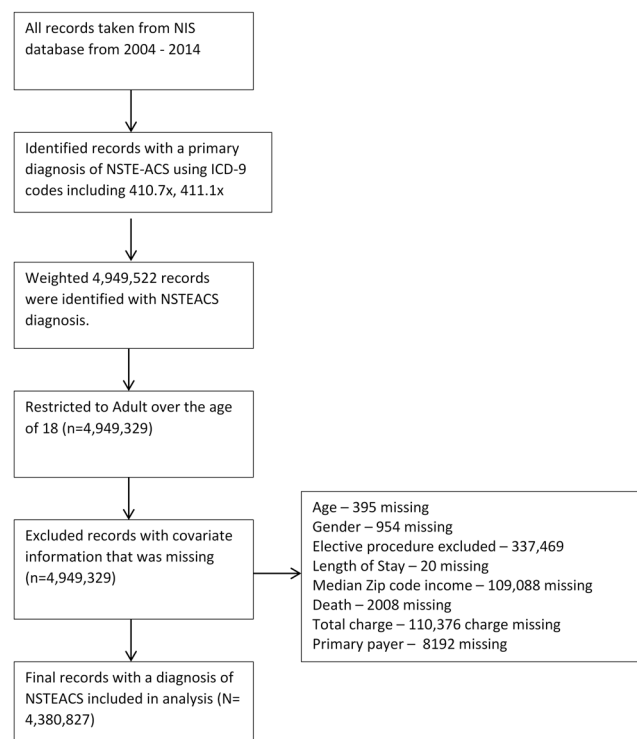 All records taken from NIS
database from 2004 - 2014
Identified records with a primary
diagnosis of NSTE-ACS using ICD-9
codes including 410.7x, 411.1x
Weighted 4,949,522 records
were identified with NSTEACS
diagnosis.
Restricted to Adult over the age
of 18 (n=4,949,329)
Excluded records with covariate
information that was missing
(n=4,949,329)
Age – 395 missing
Gender – 954 missing
Elective procedure excluded – 337,469
Length of Stay – 20 missing
Median Zip code income – 109,088 missing
Death – 2008 missing
Total charge – 110,376 charge missing
Primary payer – 8192 missing
Final records with a diagnosis of
NSTEACS included in analysis (N=
4,380,827)